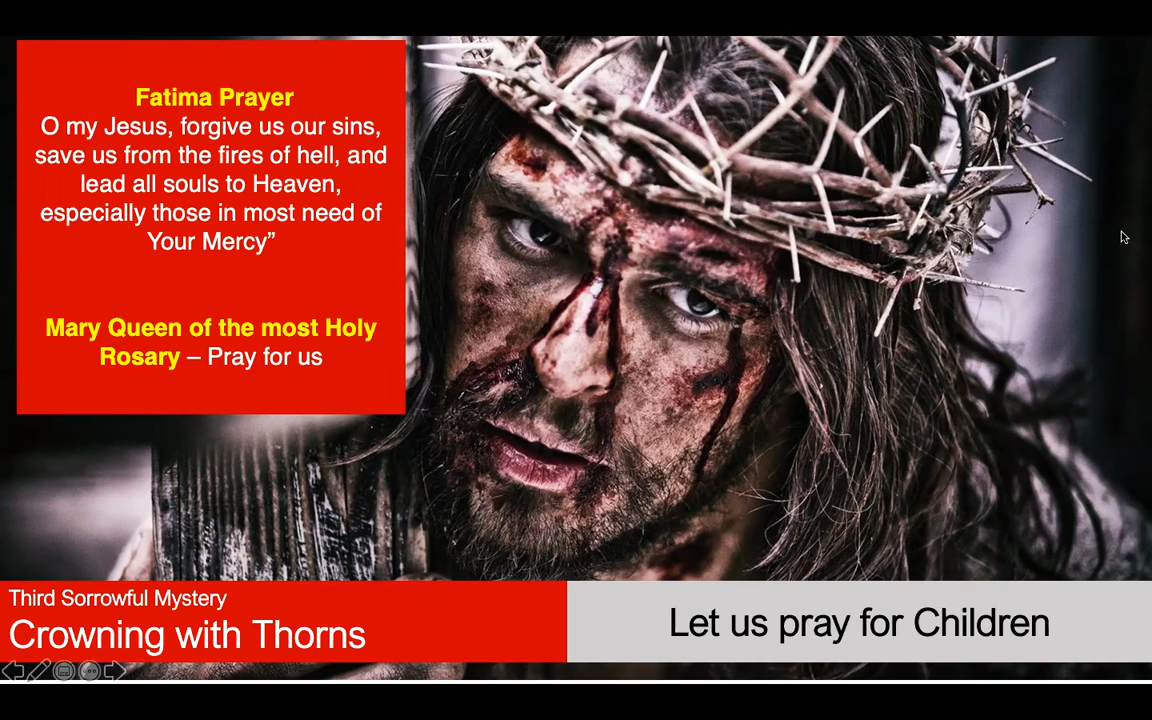 Fatima Prayer
O my Jesus, forgive us our sins,
save us from the fires of hell, and
lead all souls to Heaven,
especially those in most need of
Your Mercy”
Mary Queen of the most Holy
Rosary – Pray for us
Third Sorrowful Mystery
Crowning with Thorns
Let us pray for Children